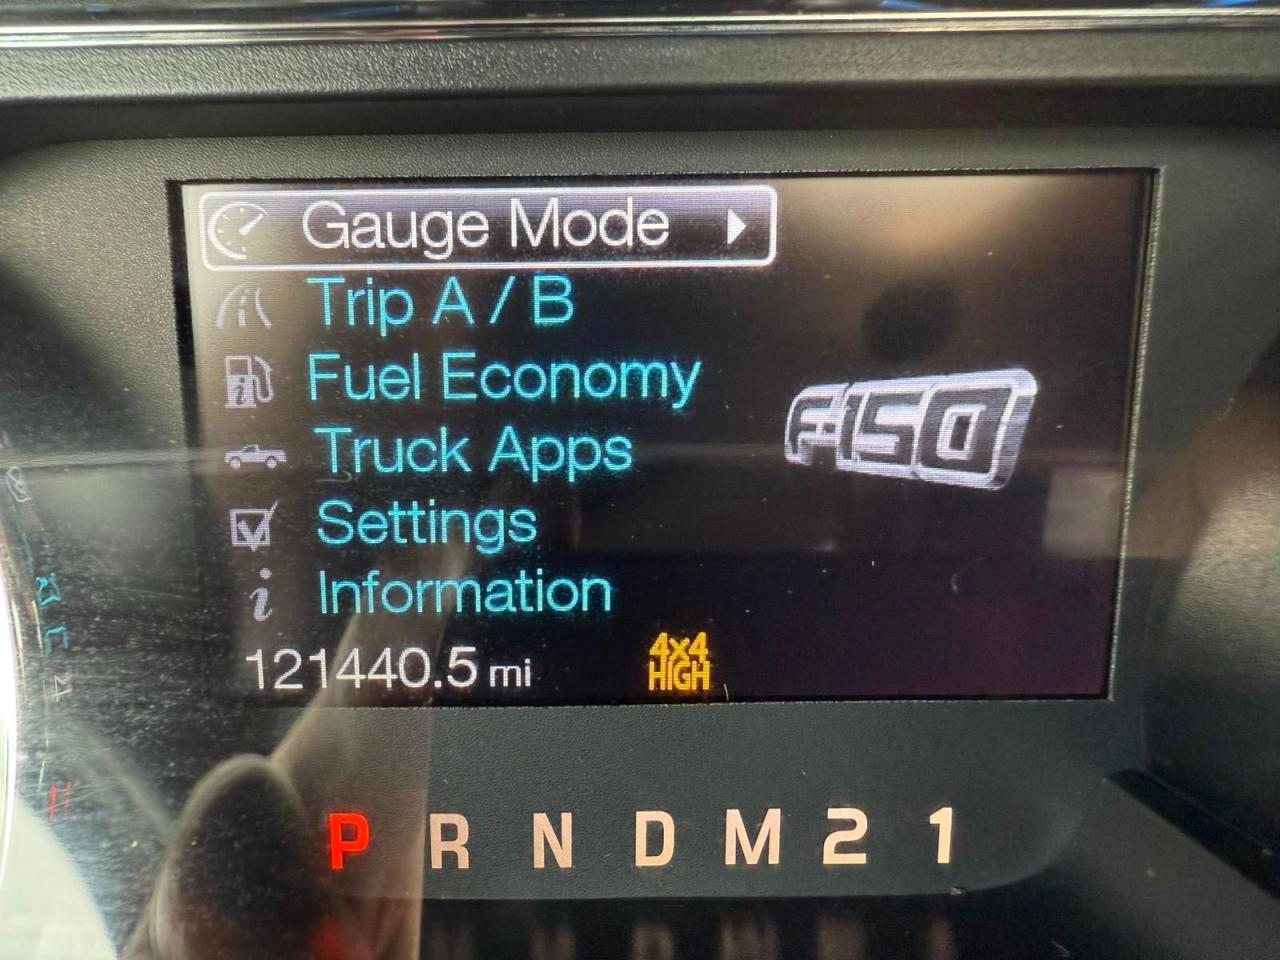 Gauge Mode
Trip A / B
Fuel Economy
Truck Apps
Settings
Information
F-150
121440.5 mi
4x4
HIGH
P R N D M 2 1